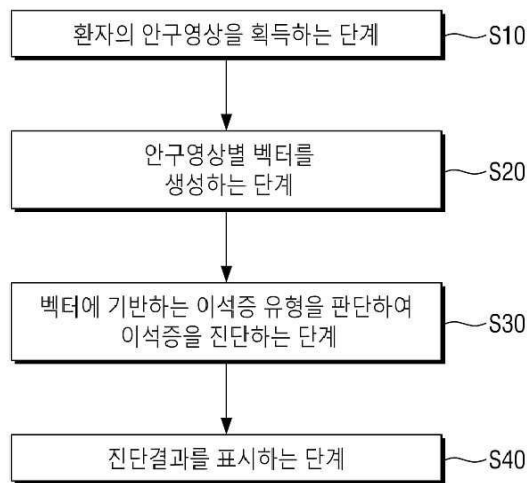 환자의 안구영상을 획득하는 단계
S10
안구영상별 벡터를
생성하는 단계
S20
벡터에 기반하는 이석증 유형을 판단하여
이석증을 진단하는 단계
S30
진단결과를 표시하는 단계
S40